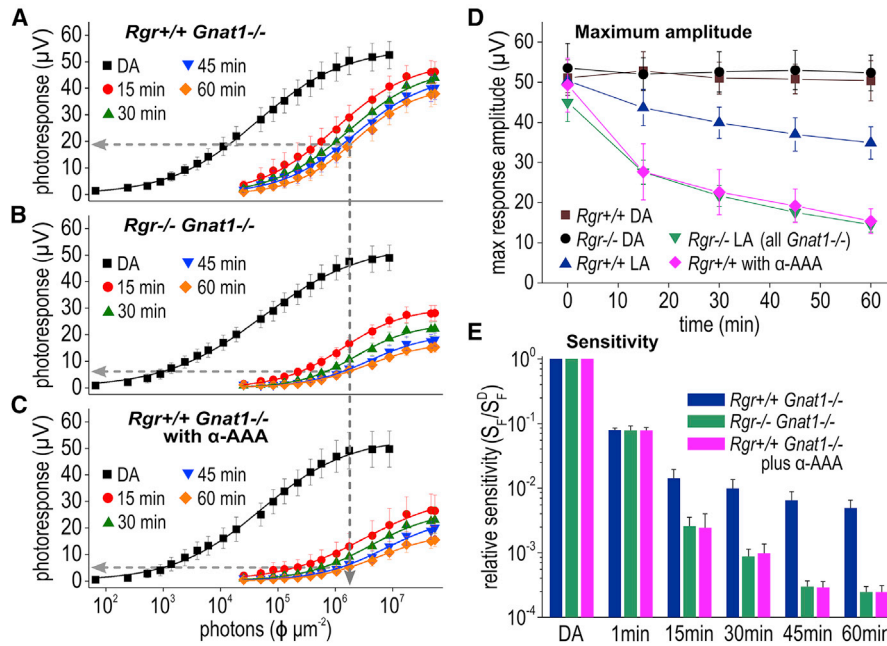 A
Rgr+/+ Gnat1-/-
photoresponse (µV)
60
50
40
30
20
10
0
DA
15 min
30 min
45 min
60 min
B
Rgr-/- Gnat1-/-
photoresponse (µV)
50
40
30
20
10
0
DA
15 min
30 min
45 min
60 min
C
Rgr+/+ Gnat1-/-
with α-AAA
photoresponse (µV)
50
40
30
20
10
0
DA
15 min
30 min
45 min
60 min
10² 10³ 10⁴ 10⁵ 10⁶ 10⁷
photons (ϕ µm⁻²)
D
Maximum amplitude
max response amplitude (µV)
60
50
40
30
20
10
0
Rgr+/+ DA
Rgr-/- DA
Rgr+/+ LA
Rgr-/- LA (all Gnat1-/-)
Rgr+/+ with α-AAA
0 10 20 30 40 50 60
time (min)
E
Sensitivity
relative sensitivity (S_F/S_F^D)
10⁰
10⁻¹
10⁻²
10⁻³
10⁻⁴
Rgr+/+ Gnat1-/-
Rgr-/- Gnat1-/-
Rgr+/+ Gnat1-/-
plus α-AAA
DA 1min 15min 30min 45min 60min